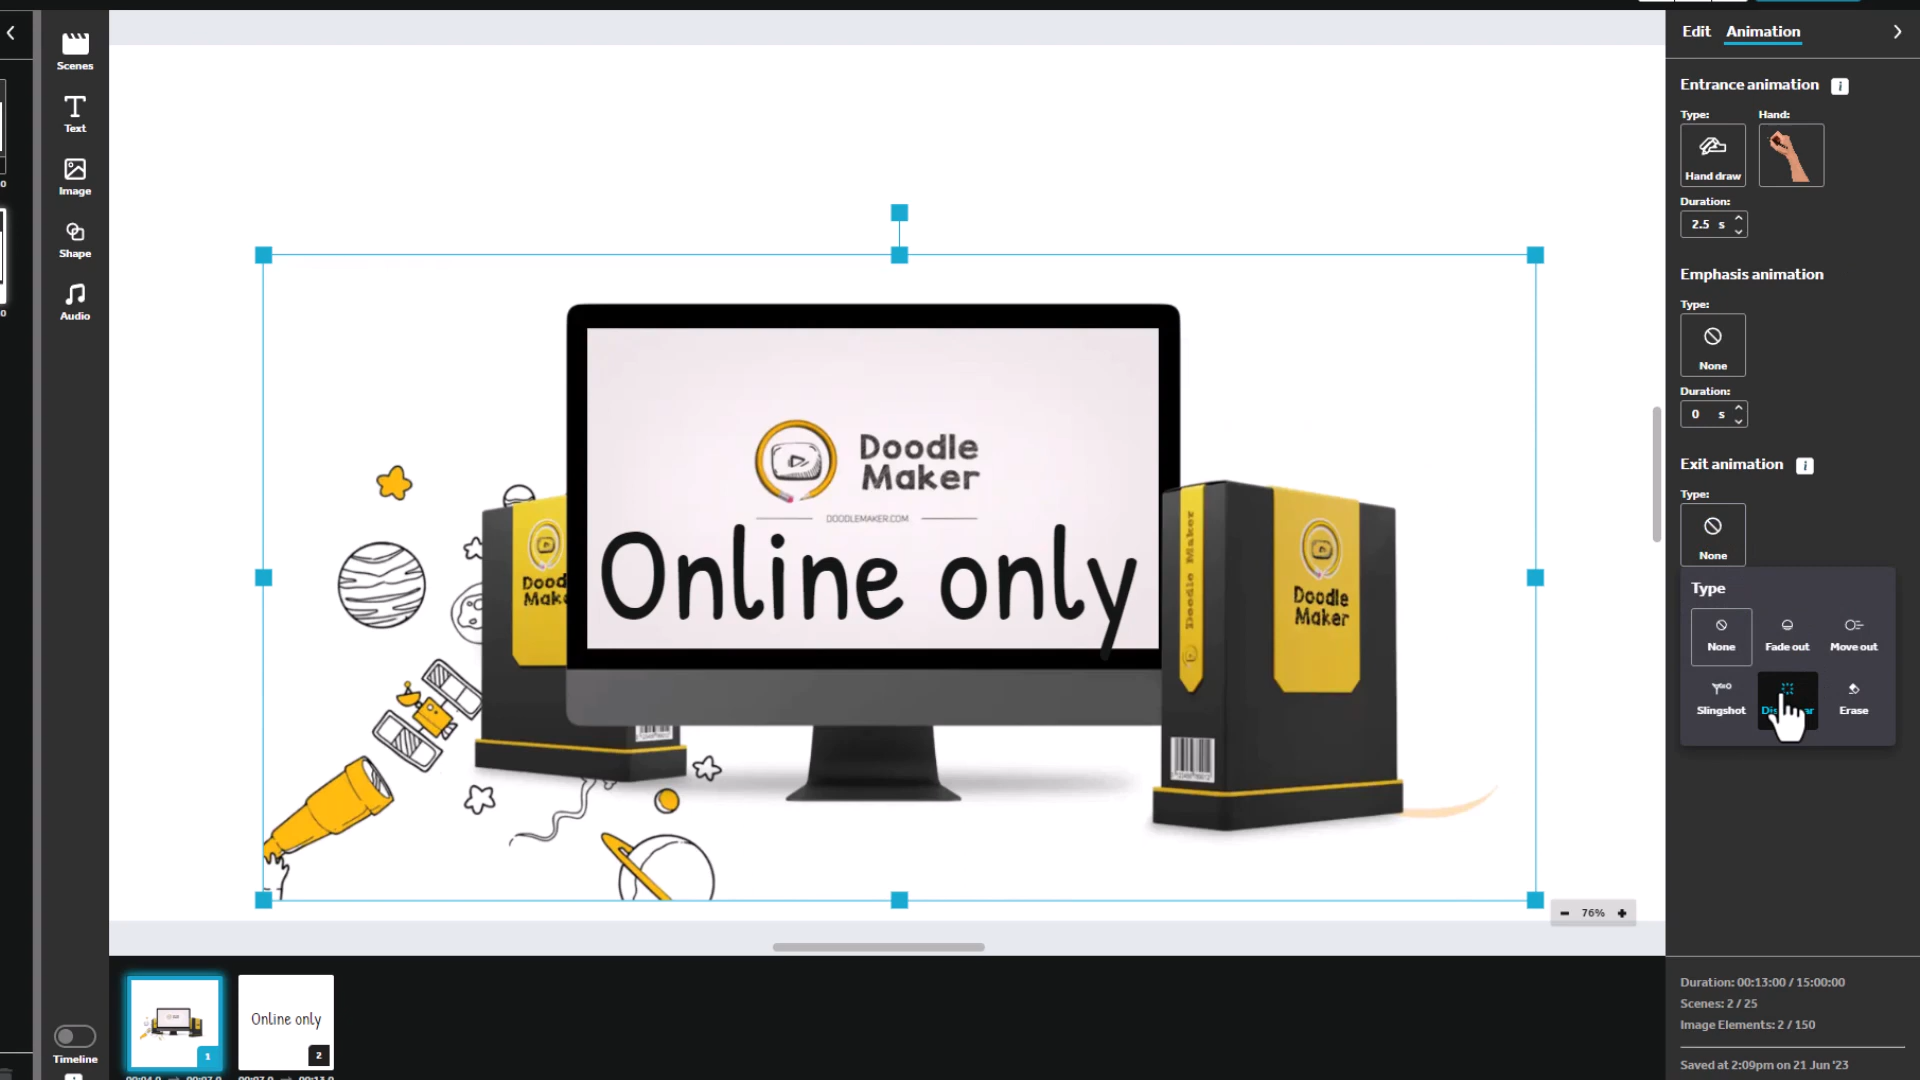 Scenes
Text
Image
Shape
Audio
Timeline
Doodle
Maker
DOODLEMAKER.COM
Online only
Doodle Maker
Doodle
Maker
76%
Online only
1
2
Edit Animation
Entrance animation
Type: Hand:
Hand draw
Duration:
2.5 s
Emphasis animation
Type:
None
Duration:
0 s
Exit animation
Type:
None
Type
None Fade out Move out
Slingshot Erase
Duration: 00:13:00 / 15:00:00
Scenes: 2 / 25
Image Elements: 2 / 150
Saved at 2:09pm on 21 Jun '23